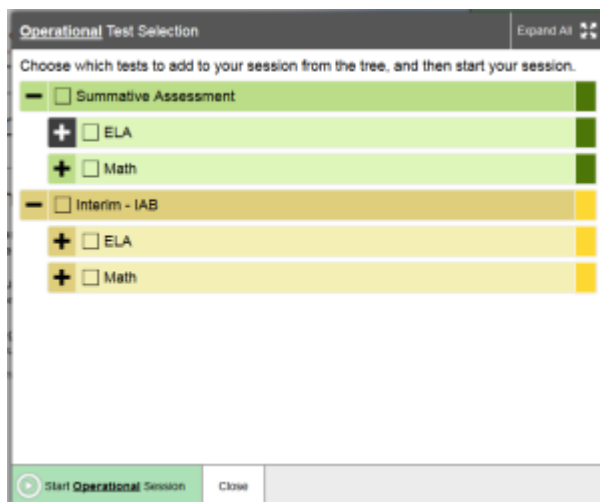 Operational Test Selection
Expand All
Choose which tests to add to your session from the tree, and then start your session.
Summative Assessment
ELA
Math
Interim - IAB
ELA
Math
Start Operational Session
Close